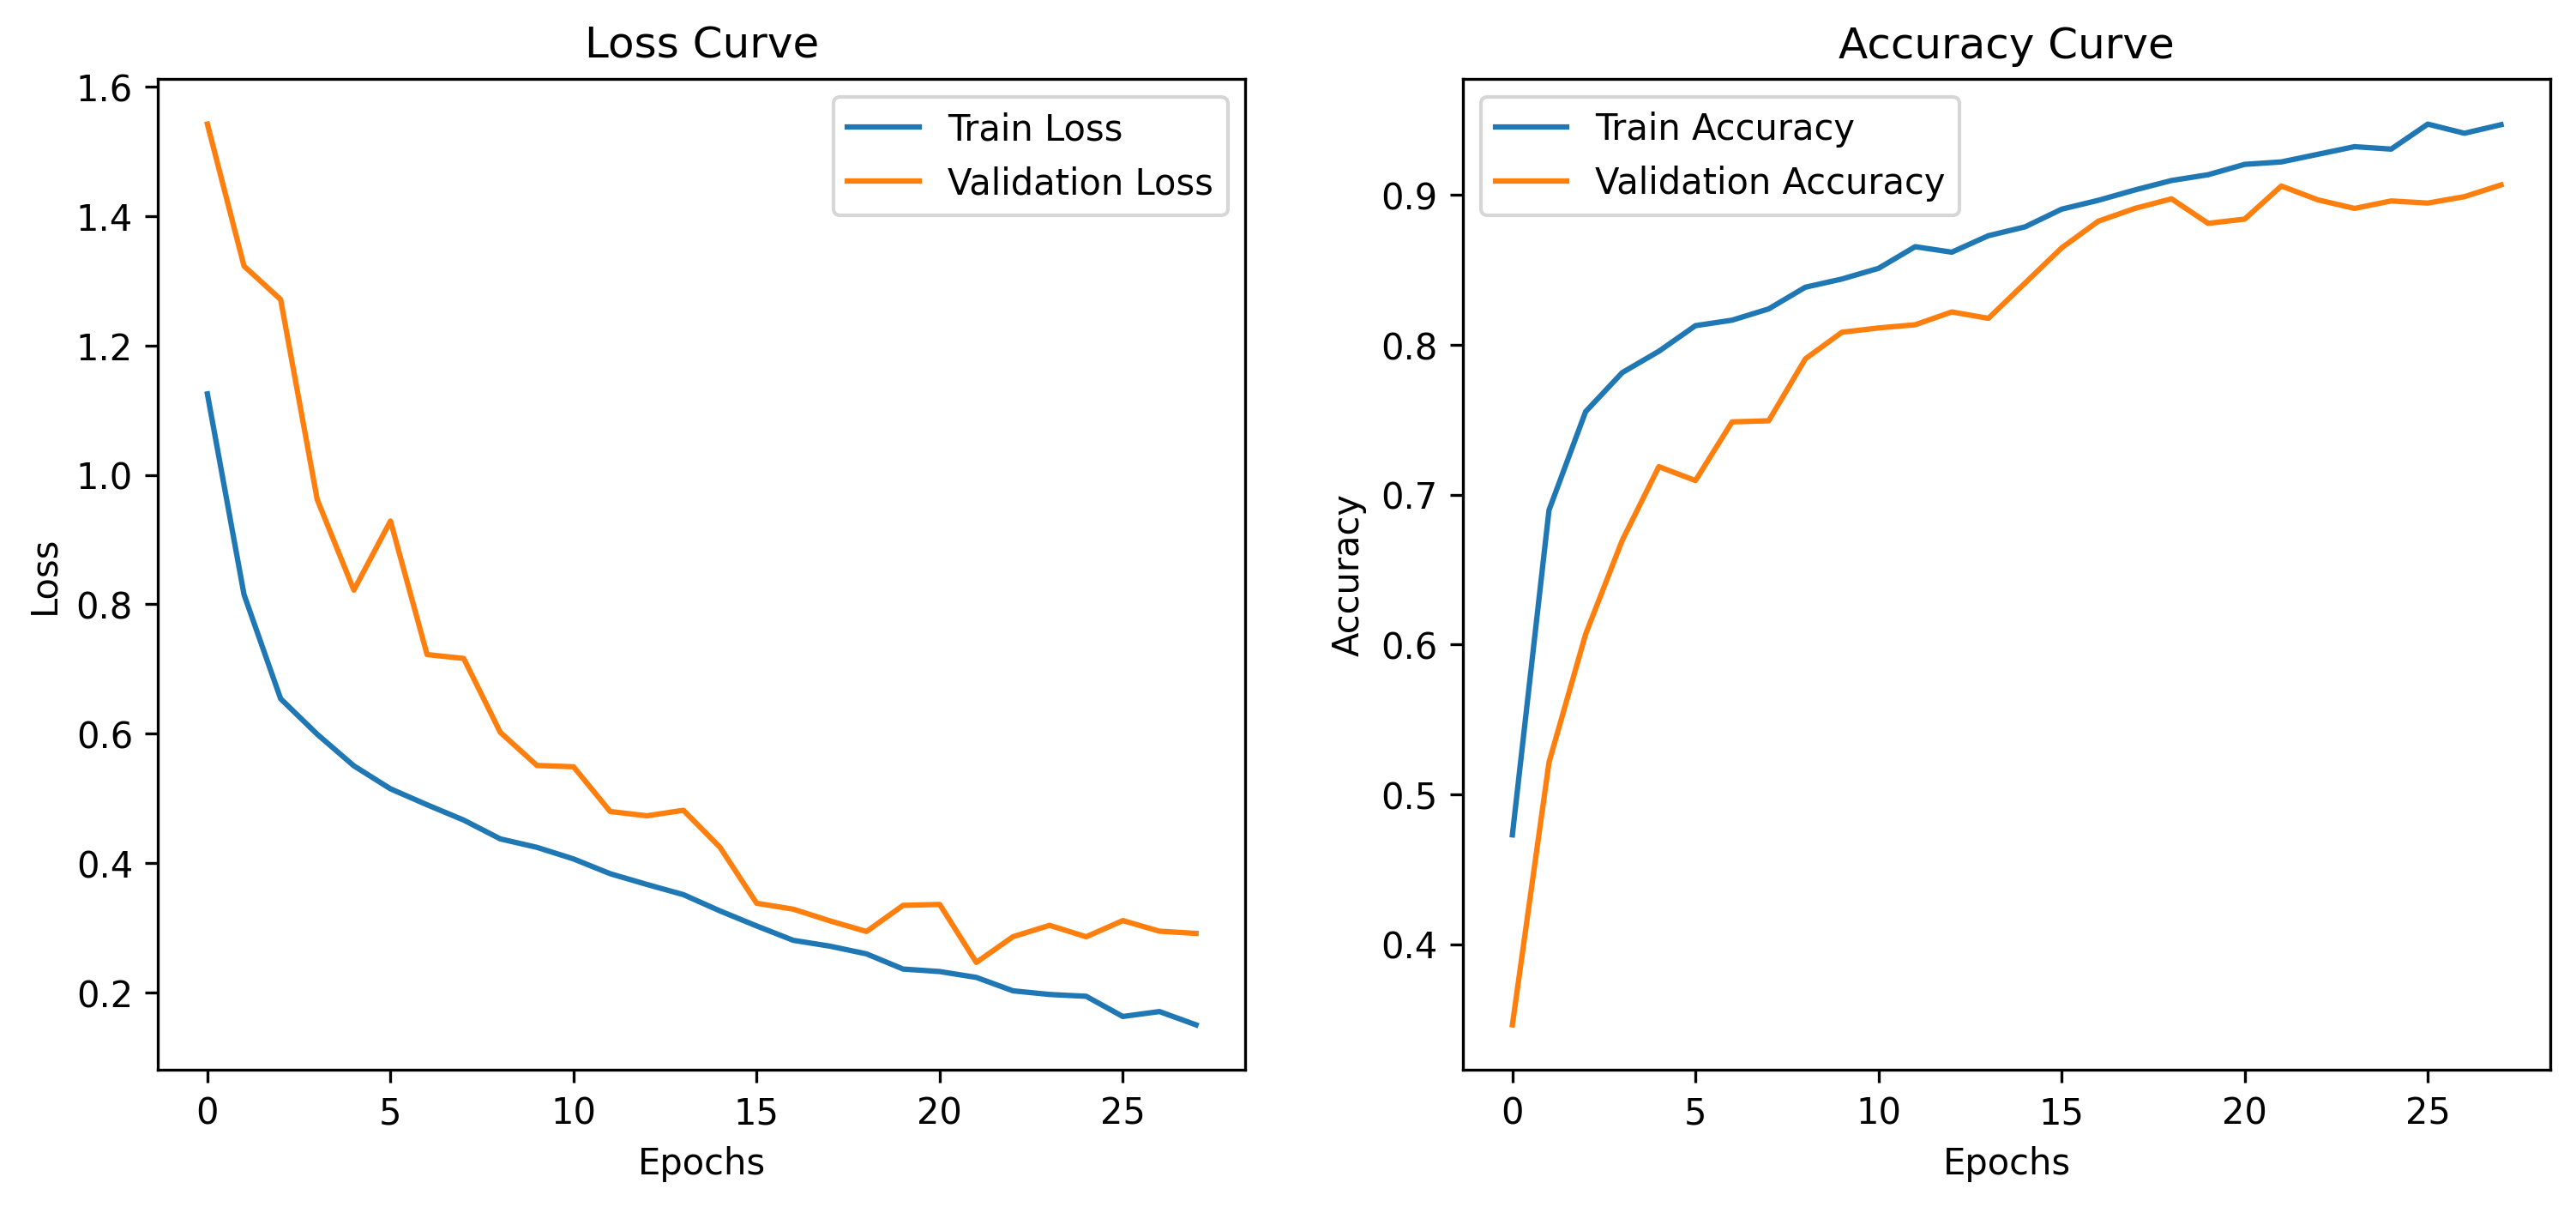 Loss Curve
1.6
1.4
1.2
1.0
0.8
0.6
0.4
0.2
Loss
Train Loss
Validation Loss
0 5 10 15 20 25
Epochs
Accuracy Curve
0.9
0.8
0.7
0.6
0.5
0.4
Accuracy
Train Accuracy
Validation Accuracy
0 5 10 15 20 25
Epochs